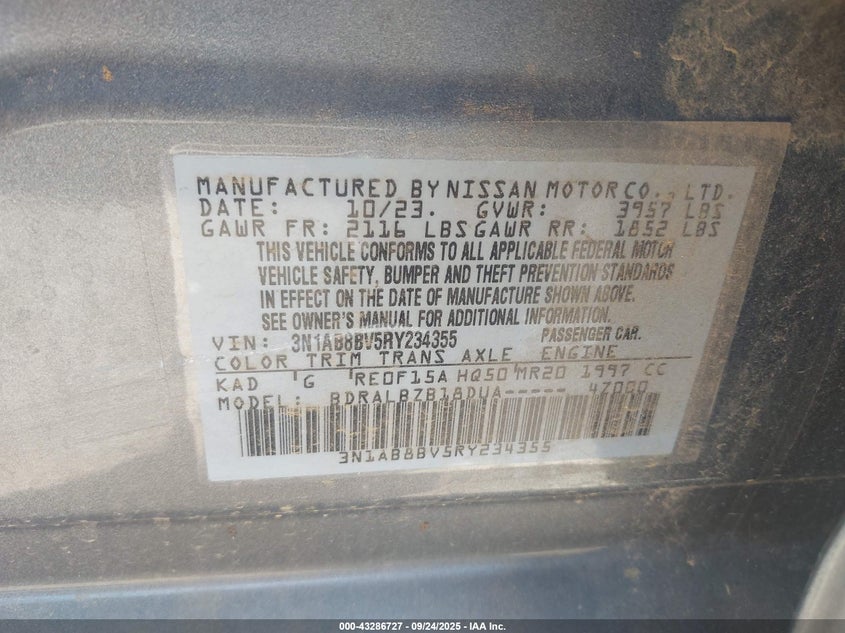 MANUFACTURED BY NISSAN MOTOR CO., LTD.
DATE: 10/23. GVWR: 3957 LBS
GAWR FR: 2116 LBS GAWR RR: 1852 LBS
THIS VEHICLE CONFORMS TO ALL APPLICABLE FEDERAL MOTOR
VEHICLE SAFETY, BUMPER AND THEFT PREVENTION STANDARDS
IN EFFECT ON THE DATE OF MANUFACTURE SHOWN ABOVE.
SEE OWNER'S MANUAL FOR ADDITIONAL INFORMATION.
VIN: 3N1AB8BV5RY234355 PASSENGER CAR.
COLOR TRIM TRANS AXLE ENGINE
KAD G RE0F15A HQ50 MR20 1997 CC
MODEL: BDRALBZB18DUA----- 4Z000
3N1AB8BV5RY234355
000-43286727 - 09/24/2025 - IAA Inc.